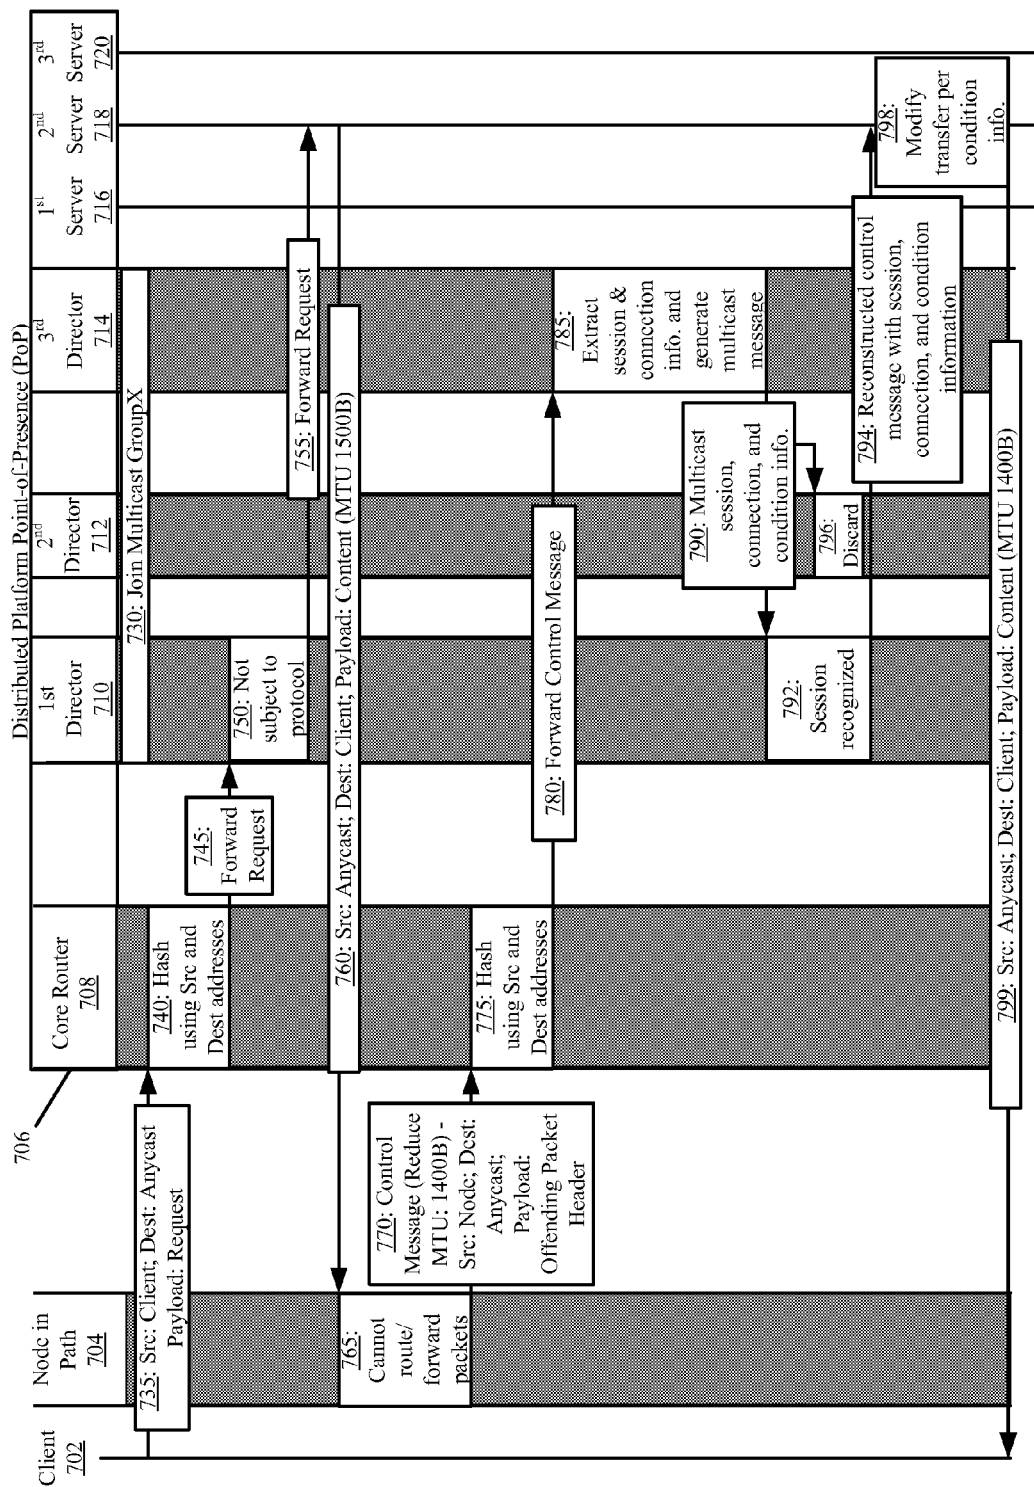 Distributed Platform Point-of-Presence (PoP)
Client
702
Node in
Path
704
706
Core Router
708
1st
Director
710
2nd
Director
712
3rd
Director
714
1st
Server
716
2nd
Server
718
3rd
Server
720
730: Join Multicast GroupX
735: Src: Client; Dest: Anycast
Payload: Request
740: Hash
using Src and
Dest addresses
745:
Forward
Request
750: Not
subject to
protocol
755: Forward Request
760: Src: Anycast; Dest: Client; Payload: Content (MTU 1500B)
765:
Cannot
route/
forward
packets
770: Control
Message (Reduce
MTU: 1400B) -
Src: Node; Dest:
Anycast;
Payload:
Offending Packet
Header
775: Hash
using Src and
Dest addresses
780: Forward Control Message
785:
Extract
session &
connection
info. and
generate
multicast
message
790: Multicast
session,
connection, and
condition info.
792:
Session
recognized
796:
Discard
794: Reconstructed control
message with session,
connection, and condition
information
798:
Modify
transfer per
condition
info.
799: Src: Anycast; Dest: Client; Payload: Content (MTU 1400B)